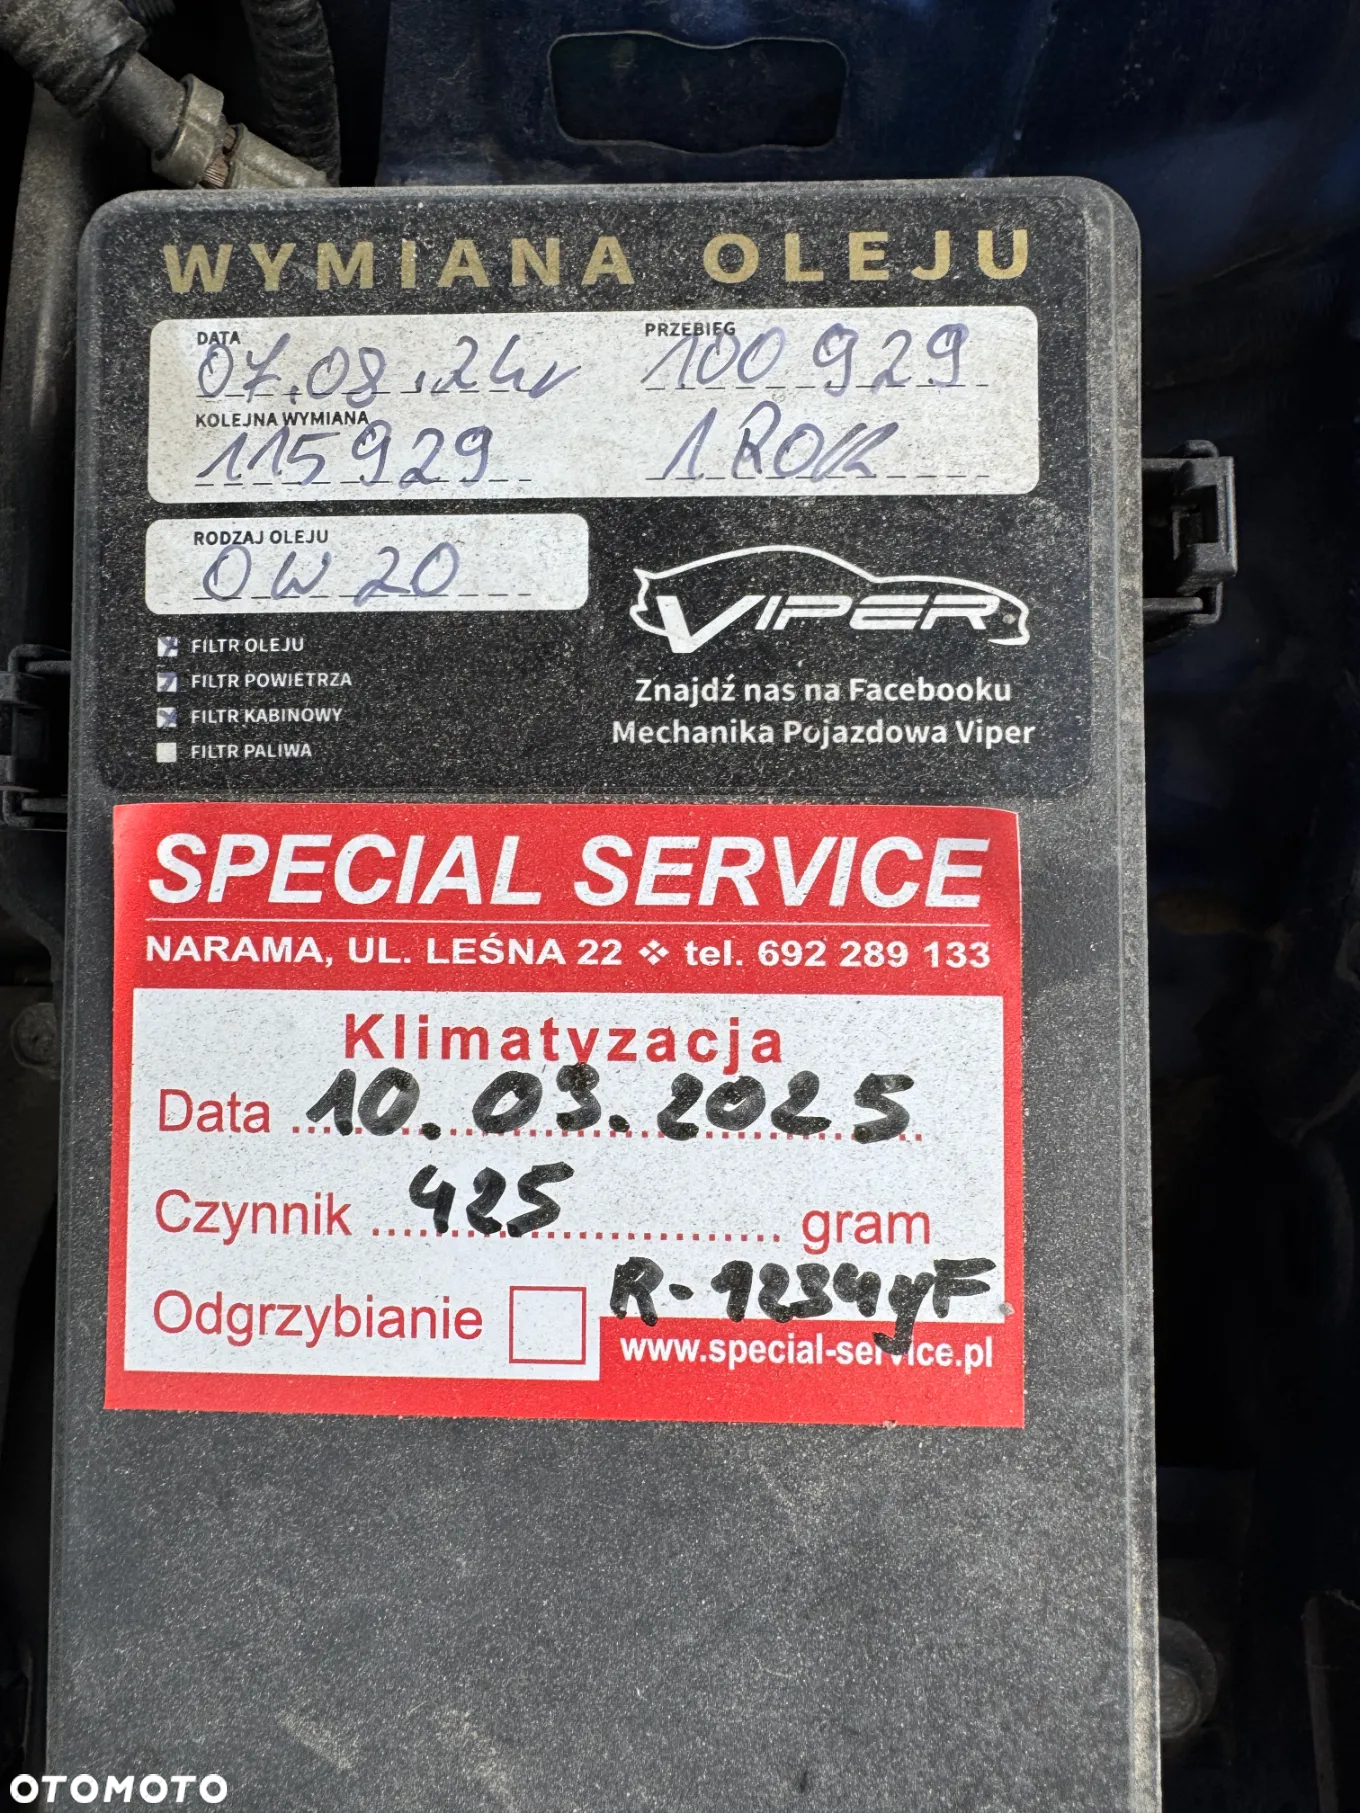 WYMIANA OLEJU
DATA 07.08.24r PRZEBIEG 100 929
KOLEJNA WYMIANA 115929 1 ROK
RODZAJ OLEJU 0W20
FILTR OLEJU
FILTR POWIETRZA
FILTR KABINOWY
FILTR PALIWA
VIPER
Znajdź nas na Facebooku
Mechanika Pojazdowa Viper
SPECIAL SERVICE
NARAMA, UL. LEŚNA 22 ❖ tel. 692 289 133
Klimatyzacja
Data 10.03.2025
Czynnik 425 gram
Odgrzybianie R-1234yF
www.special-service.pl
OTOMOTO